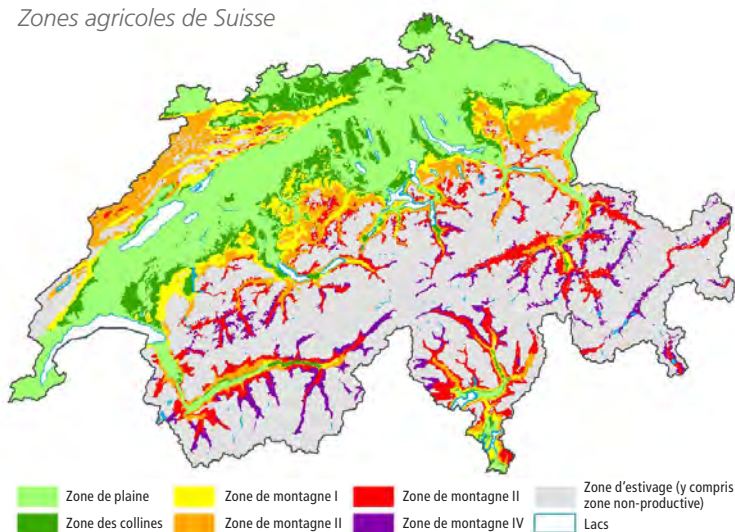 Zones agricoles de Suisse
Zone de plaine
Zone des collines
Zone de montagne I
Zone de montagne II
Zone de montagne II
Zone de montagne IV
Zone d'estivage (y compris
zone non-productive)
Lacs